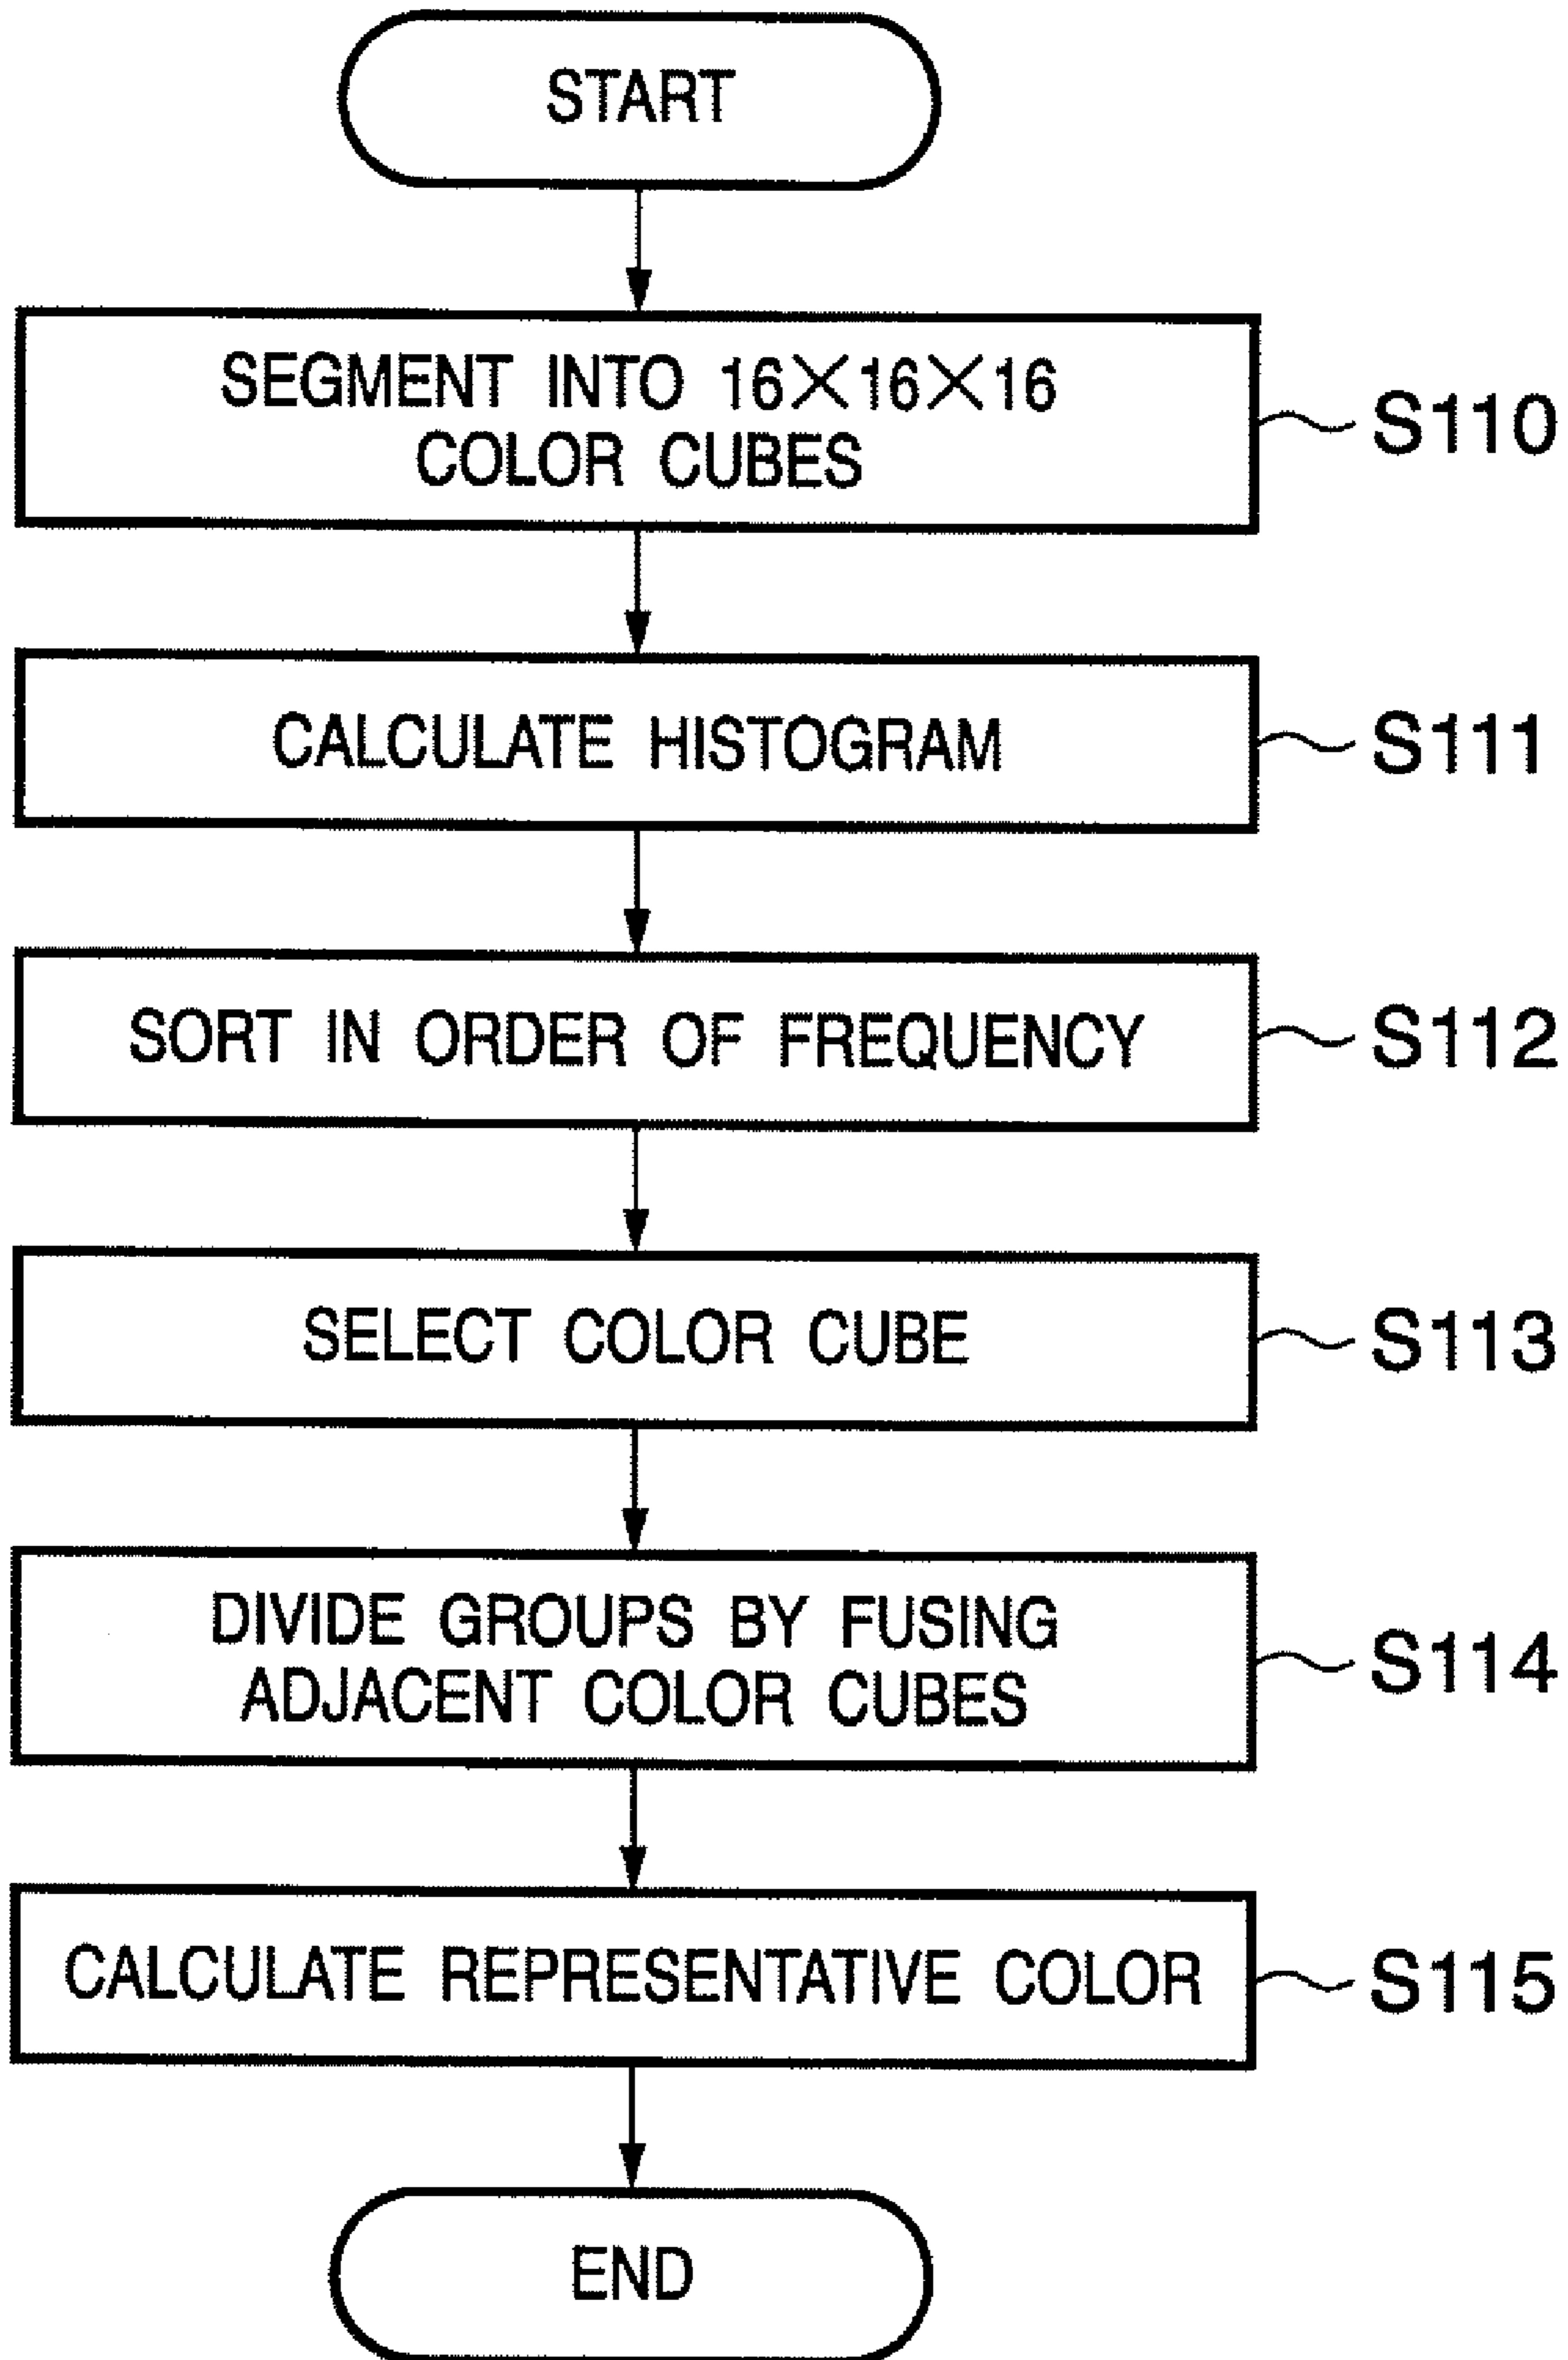 START
SEGMENT INTO 16×16×16
COLOR CUBES
S110
CALCULATE HISTOGRAM
S111
SORT IN ORDER OF FREQUENCY
S112
SELECT COLOR CUBE
S113
DIVIDE GROUPS BY FUSING
ADJACENT COLOR CUBES
S114
CALCULATE REPRESENTATIVE COLOR
S115
END